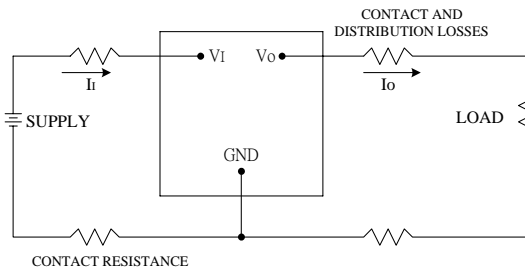 CONTACT AND
DISTRIBUTION LOSSES
VI
VO
II
IO
SUPPLY
LOAD
GND
CONTACT RESISTANCE